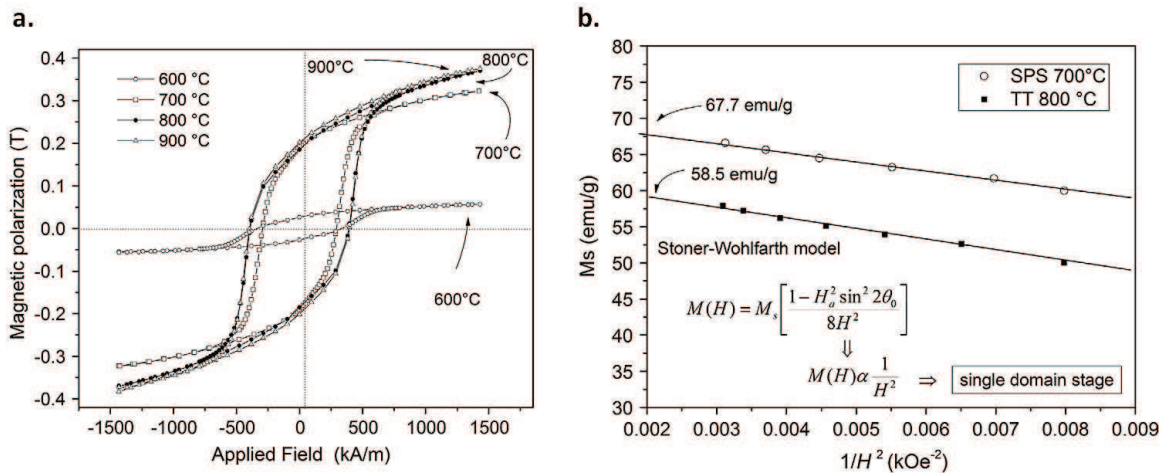 a.
Magnetic polarization (T)
0.4
0.3
0.2
0.1
0.0
-0.1
-0.2
-0.3
-0.4
600 °C
700 °C
800 °C
900 °C
900°C
800°C
700°C
600°C
-1500 -1000 -500 0 500 1000 1500
Applied Field (kA/m)
b.
Ms (emu/g)
80
75
70
65
60
55
50
45
40
35
30
SPS 700°C
TT 800 °C
67.7 emu/g
58.5 emu/g
Stoner-Wohlfarth model
M(H) = M_s[(1 − H_a^2 sin^2 2θ_0)/(8H^2)]
⇓
M(H)α 1/H^2 ⇒ single domain stage
0.002 0.003 0.004 0.005 0.006 0.007 0.008 0.009
1/H^2 (kOe^-2)